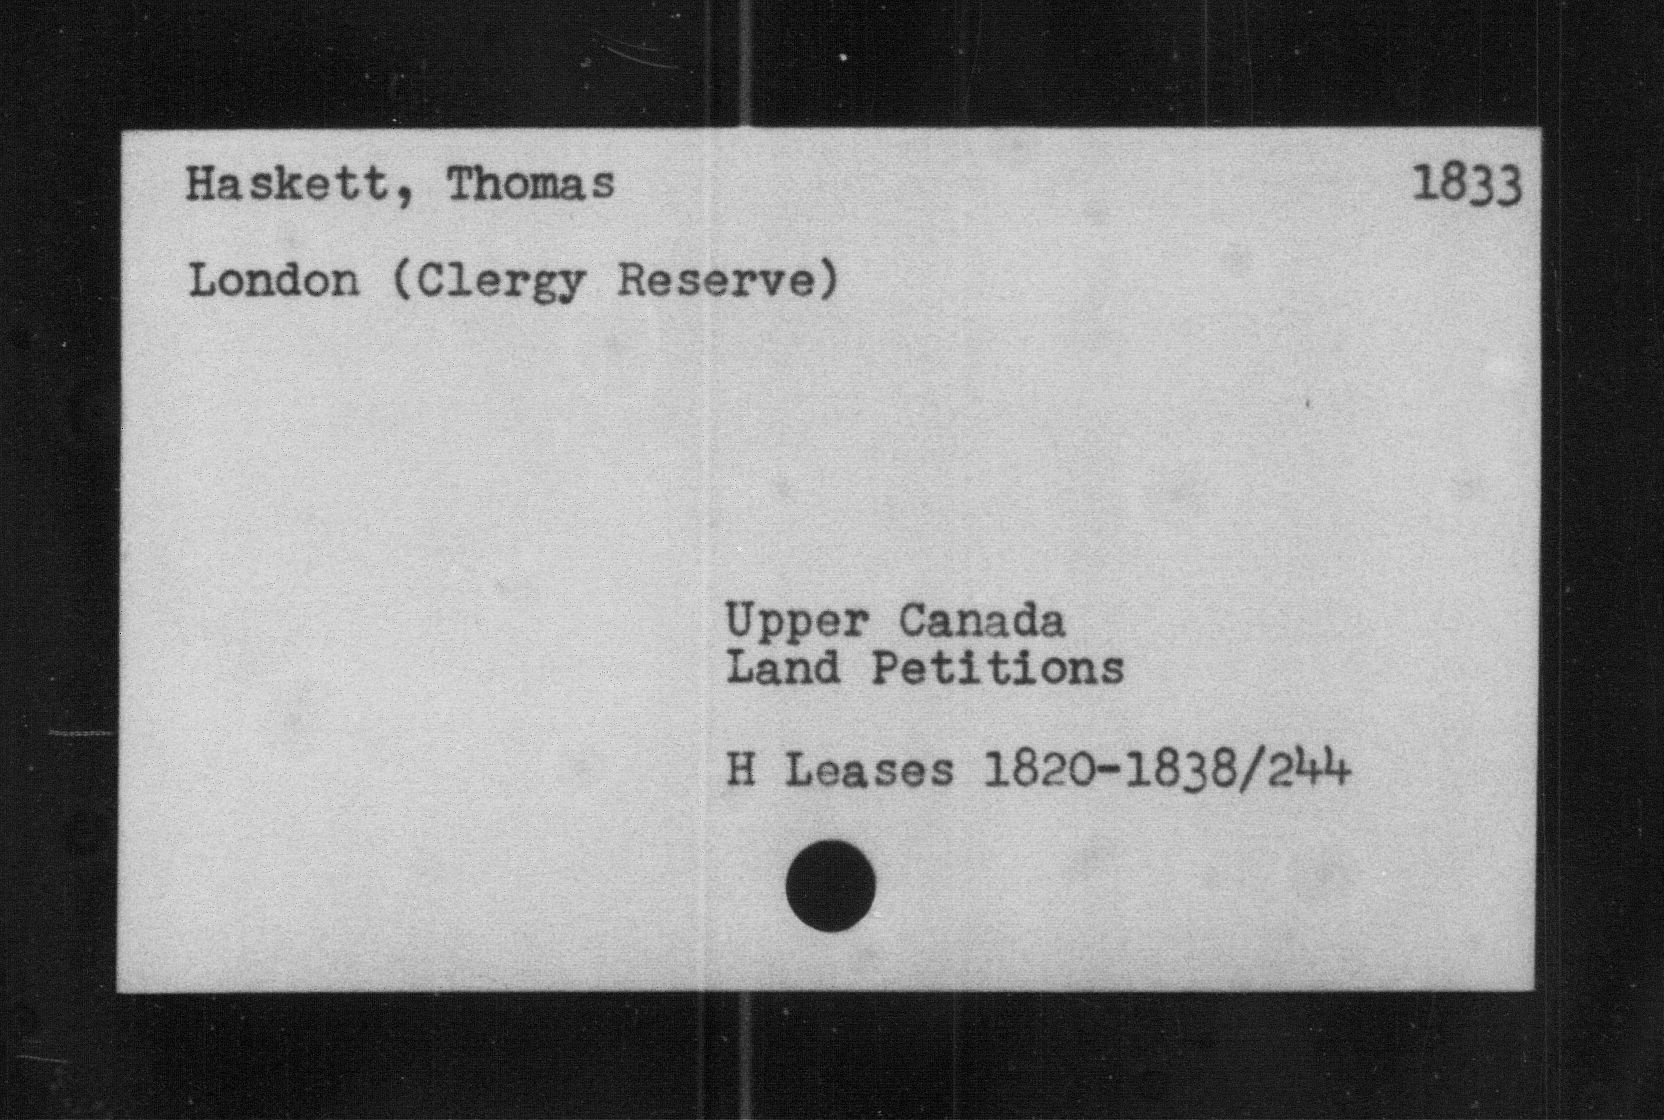 Haskett, Thomas 1833
London (Clergy Reserve)
Upper Canada
Land Petitions
H Leases 1820-1838/244